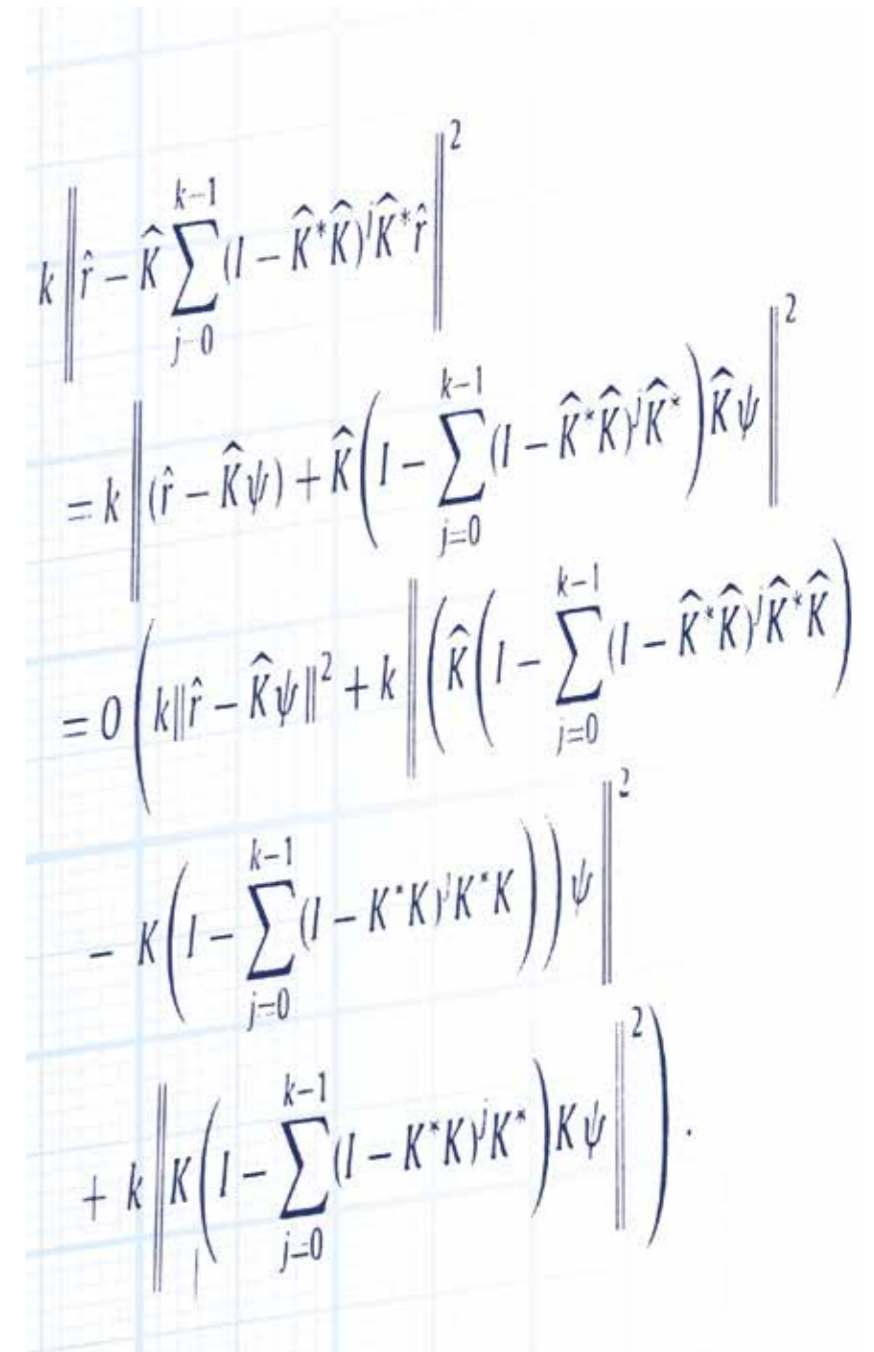 k‖r̂ − K̂ ∑_{j=0}^{k−1} (I − K̂*K̂)^j K̂*r̂‖²
= k‖(r̂ − K̂ψ) + K̂(I − ∑_{j=0}^{k−1} (I − K̂*K̂)^j K̂*)K̂ψ‖²
= O(k‖r̂ − K̂ψ‖² + k‖(K̂(I − ∑_{j=0}^{k−1} (I − K̂*K̂)^j K̂*K̂)
− K(I − ∑_{j=0}^{k−1} (I − K*K)^j K*K))ψ‖²
+ k‖K(I − ∑_{j=0}^{k−1} (I − K*K)^j K*)Kψ‖²).